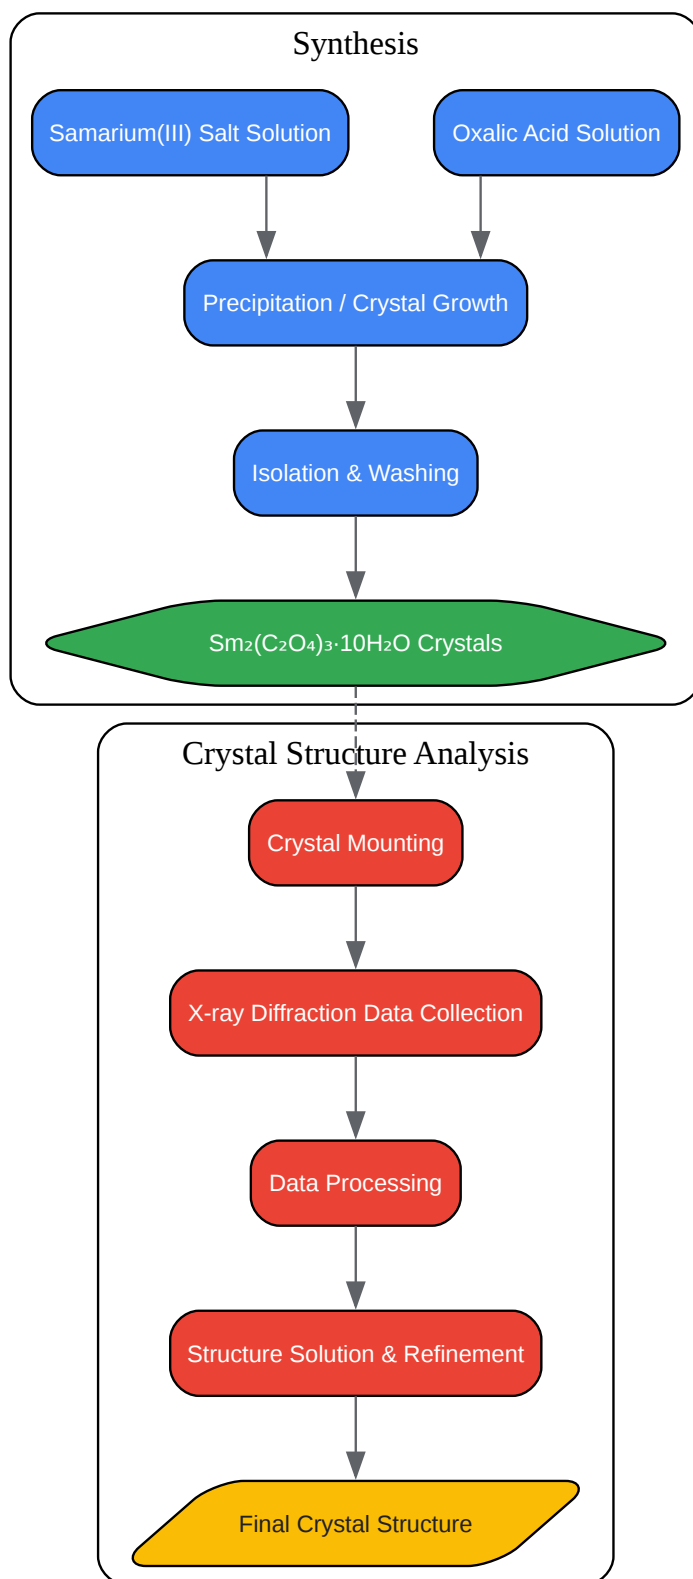 Synthesis
Samarium(III) Salt Solution
Oxalic Acid Solution
Precipitation / Crystal Growth
Isolation & Washing
Sm₂(C₂O₄)₃·10H₂O Crystals
Crystal Structure Analysis
Crystal Mounting
X-ray Diffraction Data Collection
Data Processing
Structure Solution & Refinement
Final Crystal Structure